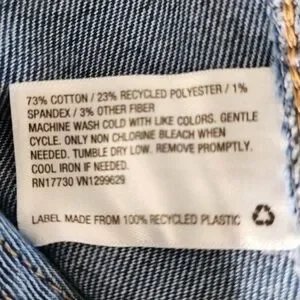 73% COTTON / 23% RECYCLED POLYESTER / 1%
SPANDEX / 3% OTHER FIBER
MACHINE WASH COLD WITH LIKE COLORS. GENTLE
CYCLE. ONLY NON CHLORINE BLEACH WHEN
NEEDED. TUMBLE DRY LOW. REMOVE PROMPTLY.
COOL IRON IF NEEDED.
RN17730 VN1299629
LABEL MADE FROM 100% RECYCLED PLASTIC